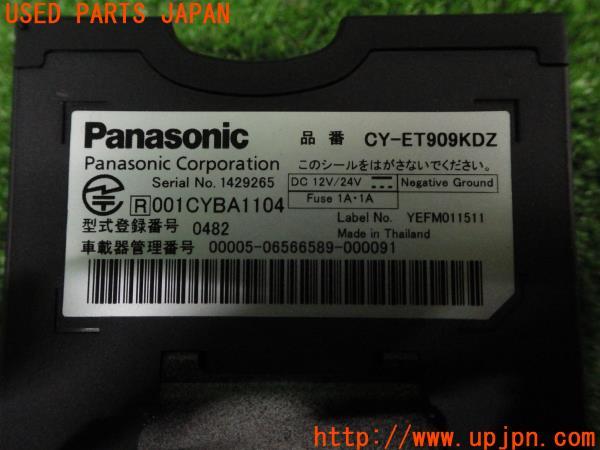 USED PARTS JAPAN
Panasonic
品番 CY-ET909KDZ
Panasonic Corporation
このシールをはがさないでください。
Serial No. 1429265
DC 12V/24V
Negative Ground
Fuse 1A・1A
R 001CYBA1104
Label No. YEFM011511
型式登録番号 0482
Made in Thailand
車載器管理番号 00005-06566589-000091
http://www.upjpn.com/